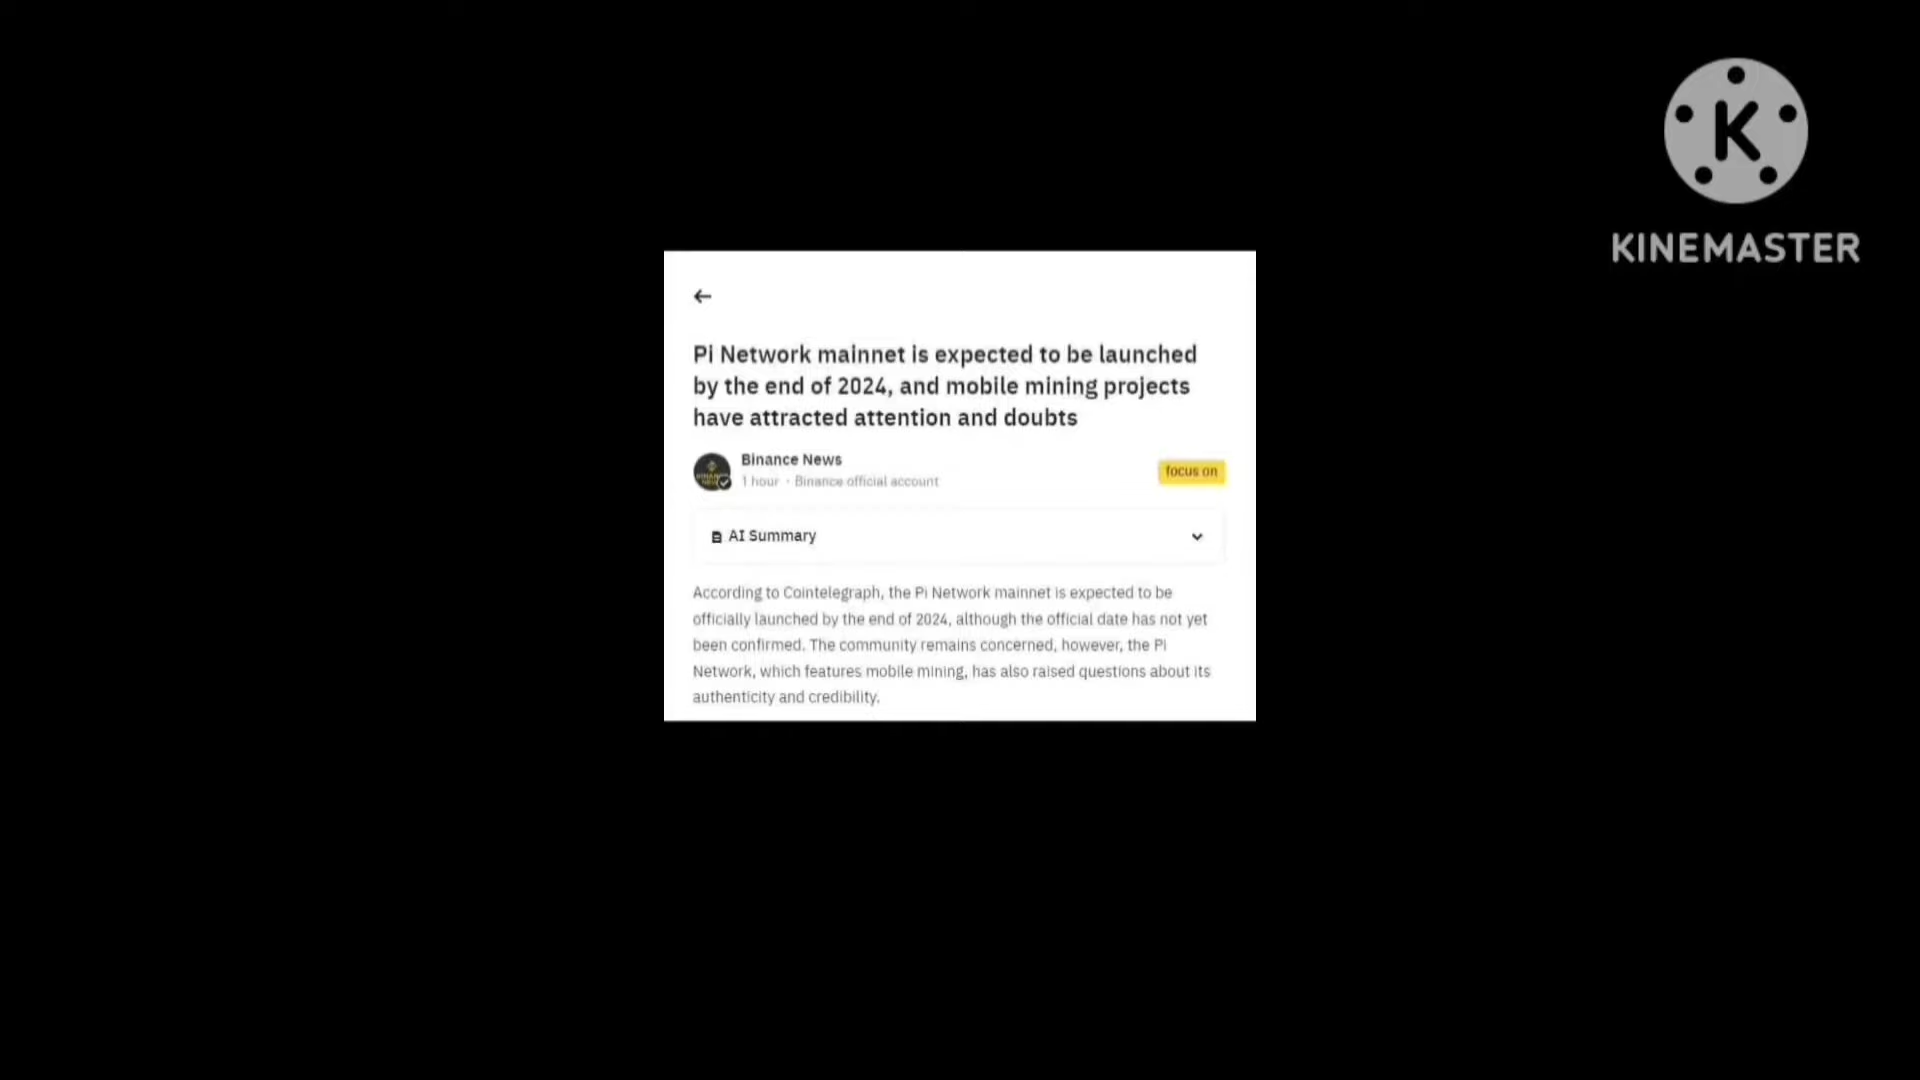 K
KINEMASTER
Pi Network mainnet is expected to be launched
by the end of 2024, and mobile mining projects
have attracted attention and doubts
Binance News
1 hour · Binance official account
focus on
AI Summary
According to Cointelegraph, the Pi Network mainnet is expected to be
officially launched by the end of 2024, although the official date has not yet
been confirmed. The community remains concerned, however, the Pi
Network, which features mobile mining, has also raised questions about its
authenticity and credibility.